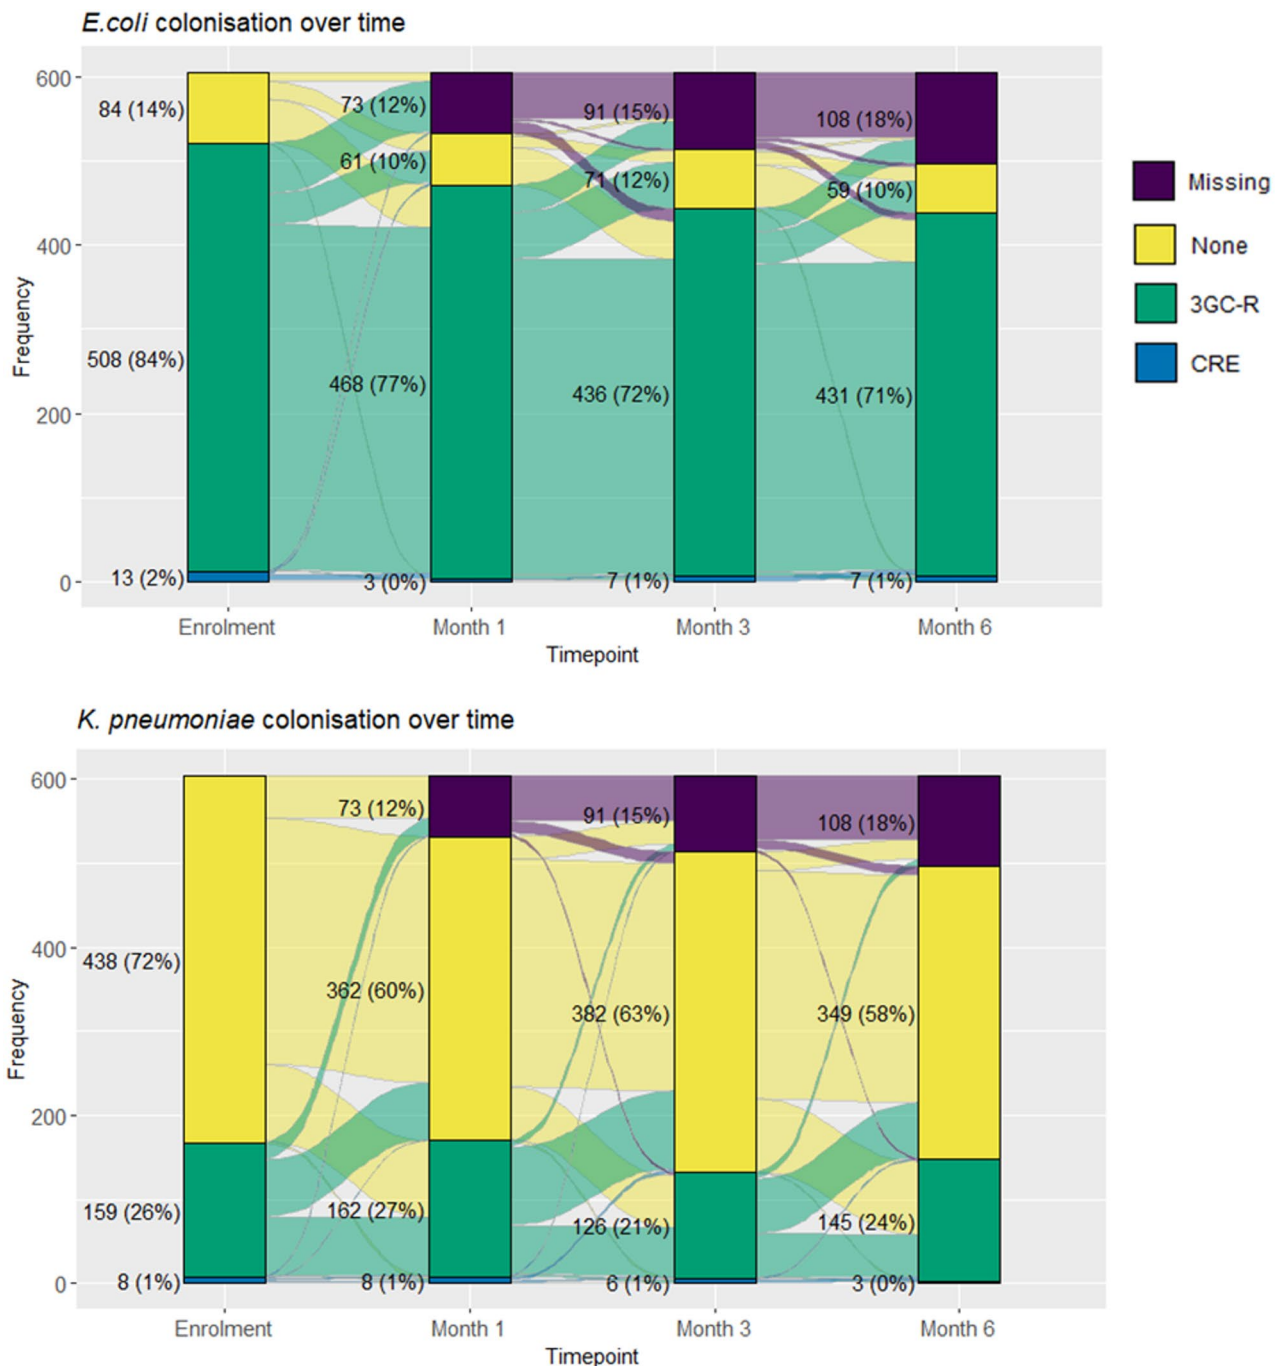 E.coli colonisation over time
600
400
200
0
Frequency
84 (14%)
508 (84%)
13 (2%)
73 (12%)
61 (10%)
468 (77%)
3 (0%)
91 (15%)
71 (12%)
436 (72%)
7 (1%)
108 (18%)
59 (10%)
431 (71%)
7 (1%)
Enrolment
Month 1
Month 3
Month 6
Timepoint
Missing
None
3GC-R
CRE
K. pneumoniae colonisation over time
600
400
200
0
Frequency
438 (72%)
159 (26%)
8 (1%)
73 (12%)
362 (60%)
162 (27%)
8 (1%)
91 (15%)
382 (63%)
126 (21%)
6 (1%)
108 (18%)
349 (58%)
145 (24%)
3 (0%)
Enrolment
Month 1
Month 3
Month 6
Timepoint